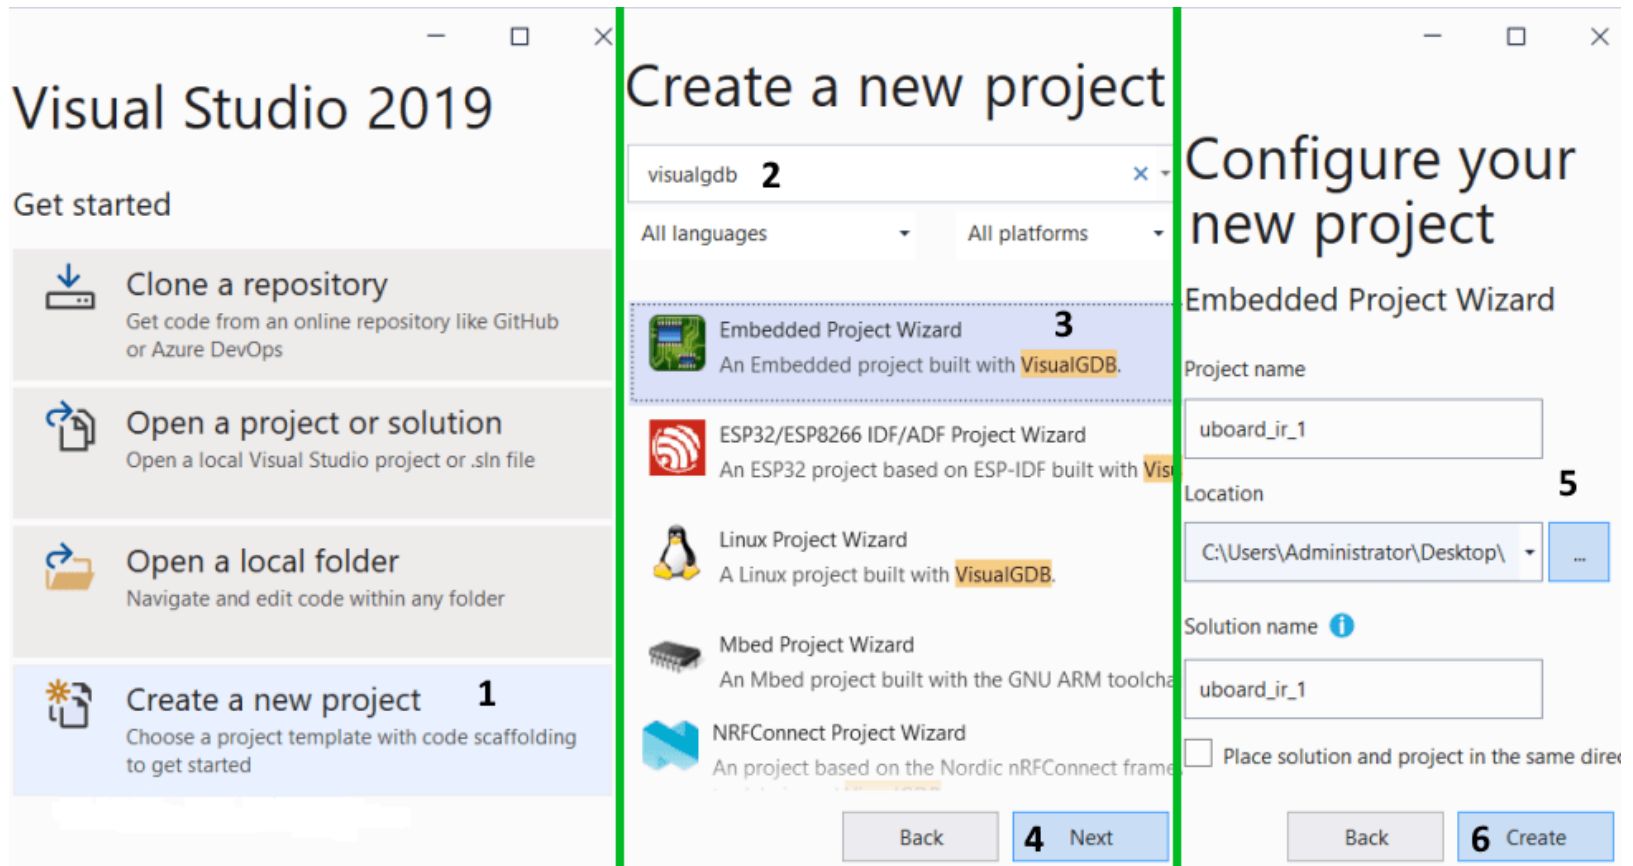 Visual Studio 2019
Get started
Clone a repository
Get code from an online repository like GitHub
or Azure DevOps
Open a project or solution
Open a local Visual Studio project or .sln file
Open a local folder
Navigate and edit code within any folder
Create a new project 1
Choose a project template with code scaffolding
to get started
Create a new project
visualgdb 2
All languages All platforms
Embedded Project Wizard 3
An Embedded project built with VisualGDB.
ESP32/ESP8266 IDF/ADF Project Wizard
An ESP32 project based on ESP-IDF built with Vis
Linux Project Wizard
A Linux project built with VisualGDB.
Mbed Project Wizard
An Mbed project built with the GNU ARM toolcha
NRFConnect Project Wizard
An project based on the Nordic nRFConnect frame
Back 4 Next
Configure your
new project
Embedded Project Wizard
Project name
uboard_ir_1
Location 5
C:\Users\Administrator\Desktop\ ...
Solution name
uboard_ir_1
Place solution and project in the same direc
Back 6 Create